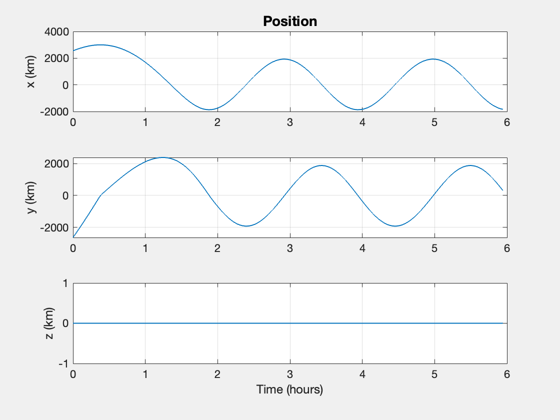 Position
4000
2000
0
-2000
x (km)
0 1 2 3 4 5 6
2000
0
-2000
y (km)
0 1 2 3 4 5 6
1
0
-1
z (km)
0 1 2 3 4 5 6
Time (hours)